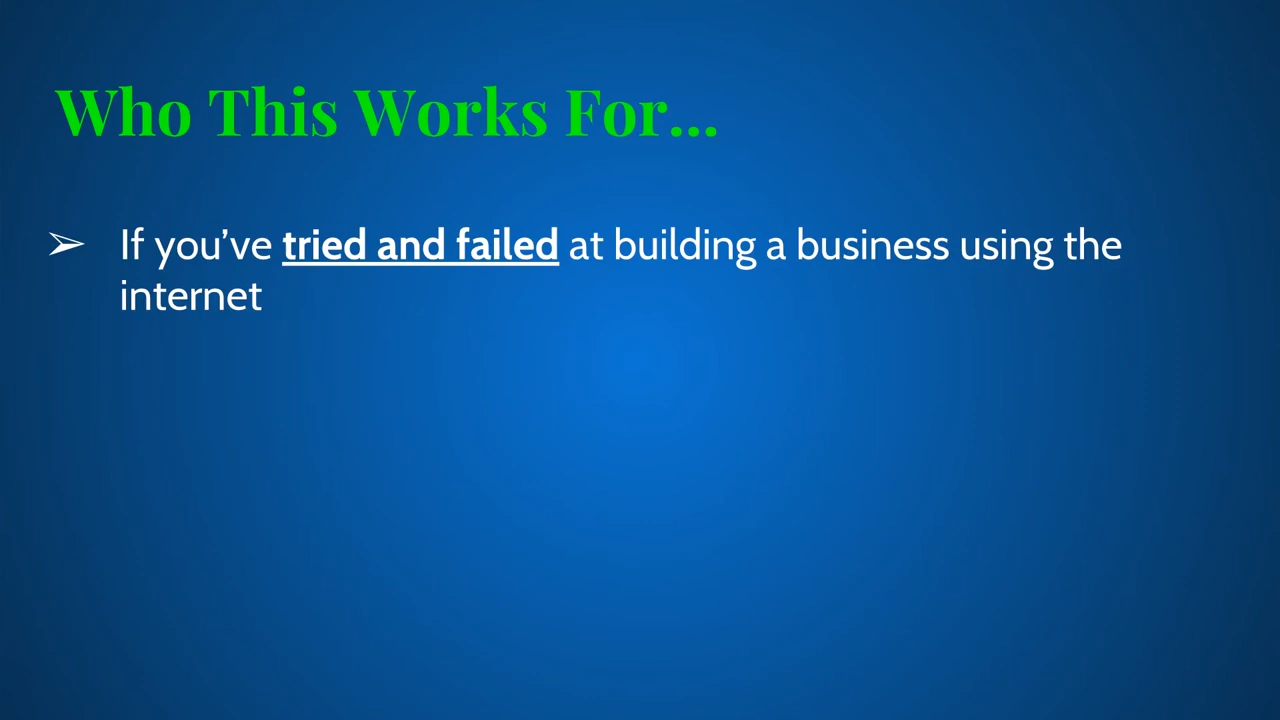 Who This Works For...
➢ If you’ve tried and failed at building a business using the
internet